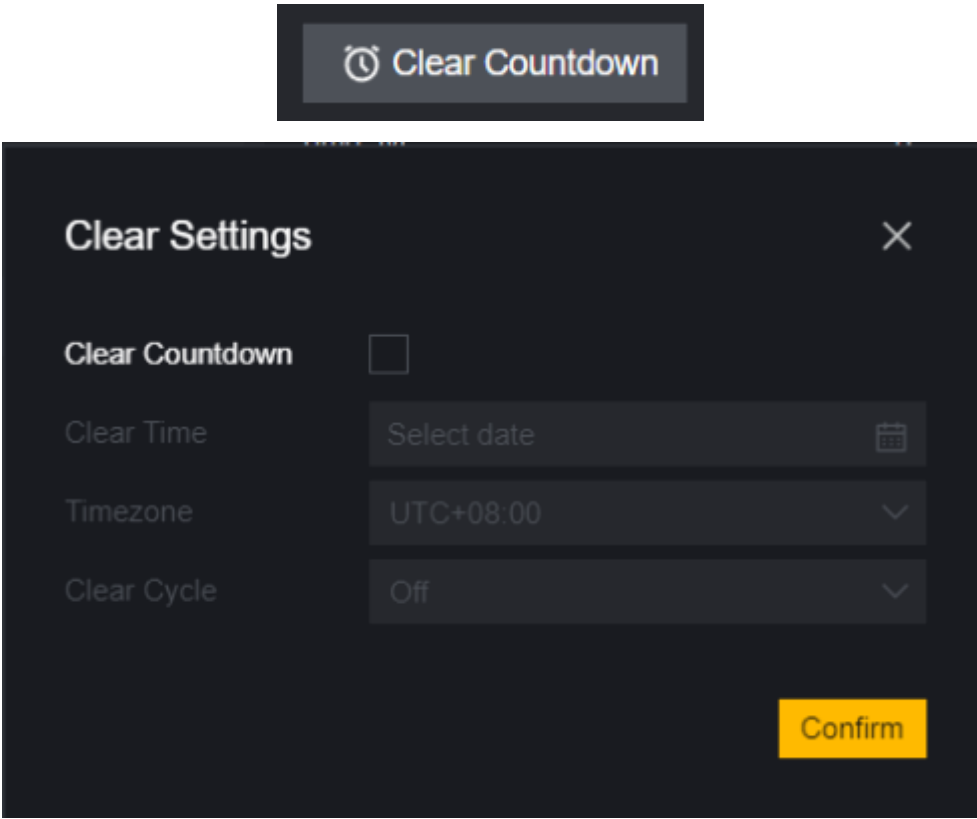 Clear Countdown
Clear Settings
Clear Countdown
Clear Time
Select date
Timezone
UTC+08:00
Clear Cycle
Off
Confirm